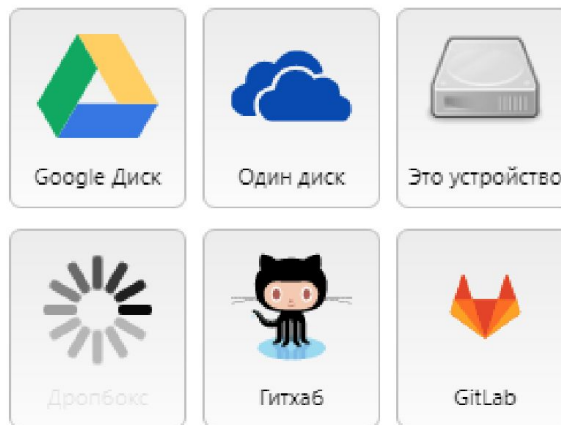 Google Диск
Один диск
Это устройство
Дропбокс
Гитхаб
GitLab